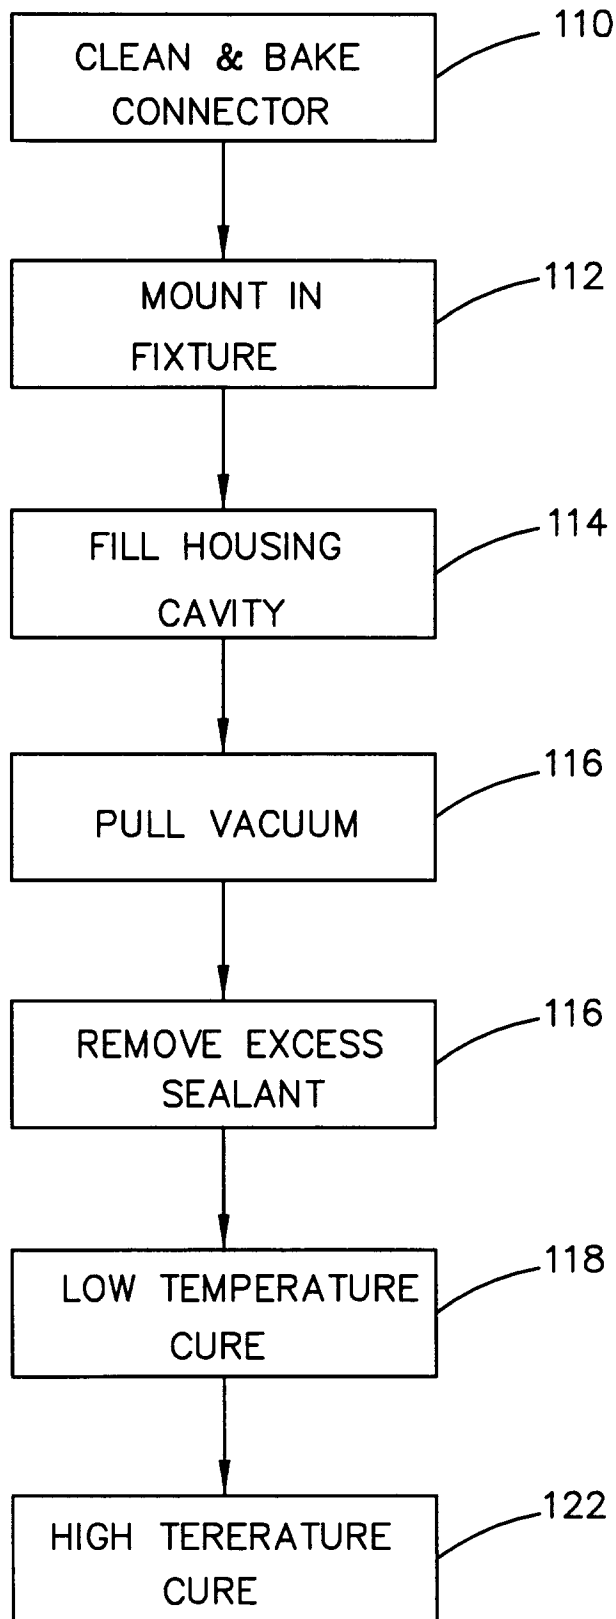 CLEAN & BAKE
CONNECTOR
110
MOUNT IN
FIXTURE
112
FILL HOUSING
CAVITY
114
PULL VACUUM
116
REMOVE EXCESS
SEALANT
116
LOW TEMPERATURE
CURE
118
HIGH TERERATURE
CURE
122